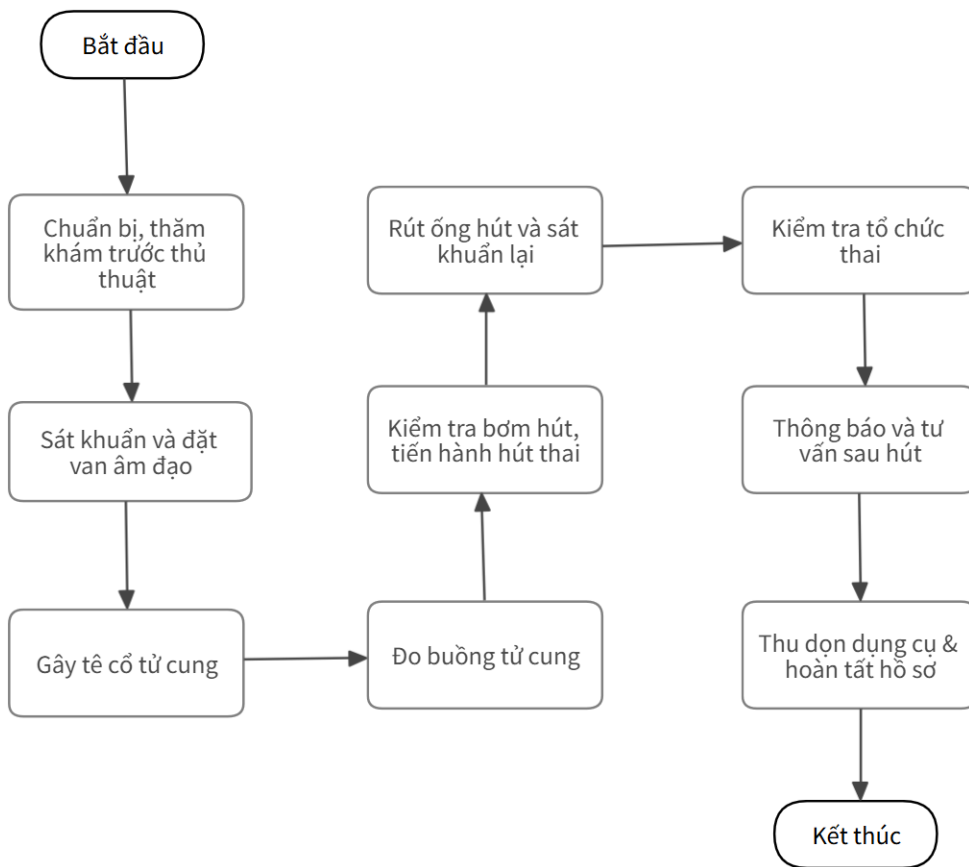 Bắt đầu
Chuẩn bị, thăm
khám trước thủ
thuật
Sát khuẩn và đặt
van âm đạo
Gây tê cổ tử cung
Đo buồng tử cung
Kiểm tra bơm hút,
tiến hành hút thai
Rút ống hút và sát
khuẩn lại
Kiểm tra tổ chức
thai
Thông báo và tư
vấn sau hút
Thu dọn dụng cụ &
hoàn tất hồ sơ
Kết thúc